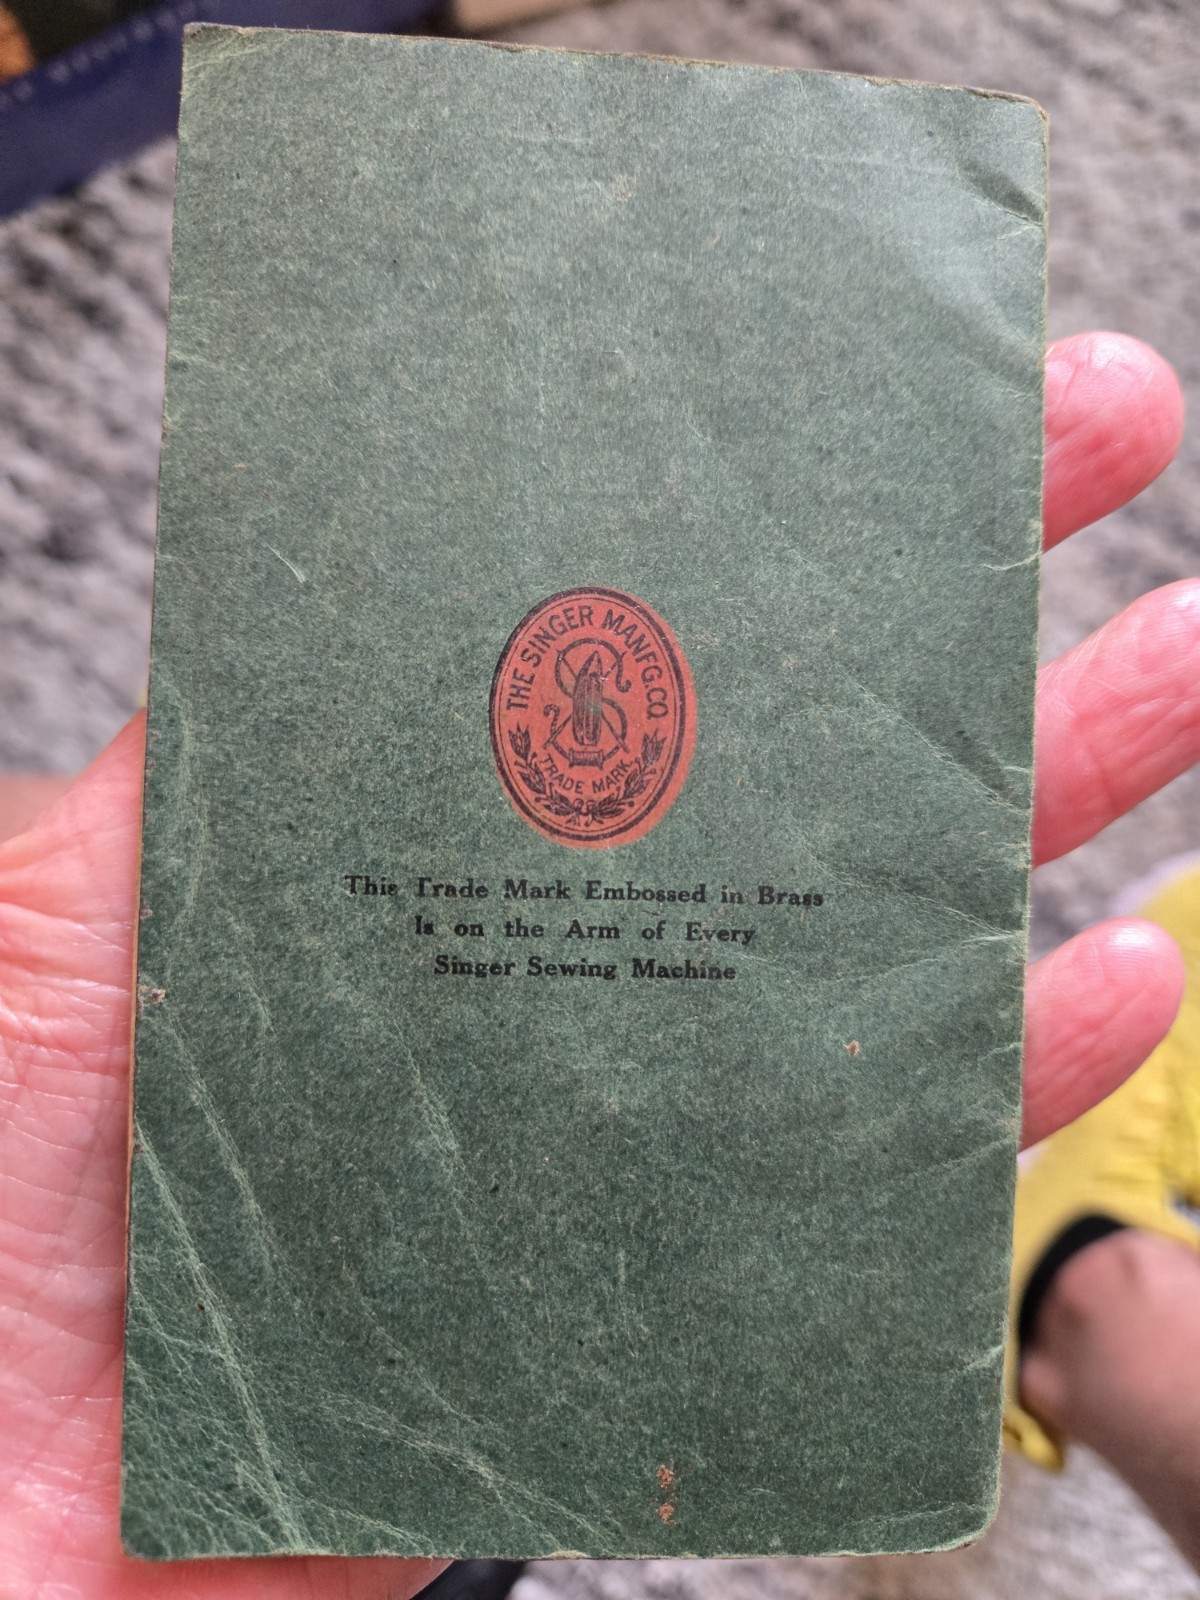 THE SINGER MANFG. CO.
TRADE MARK.
This Trade Mark Embossed in Brass
Is on the Arm of Every
Singer Sewing Machine